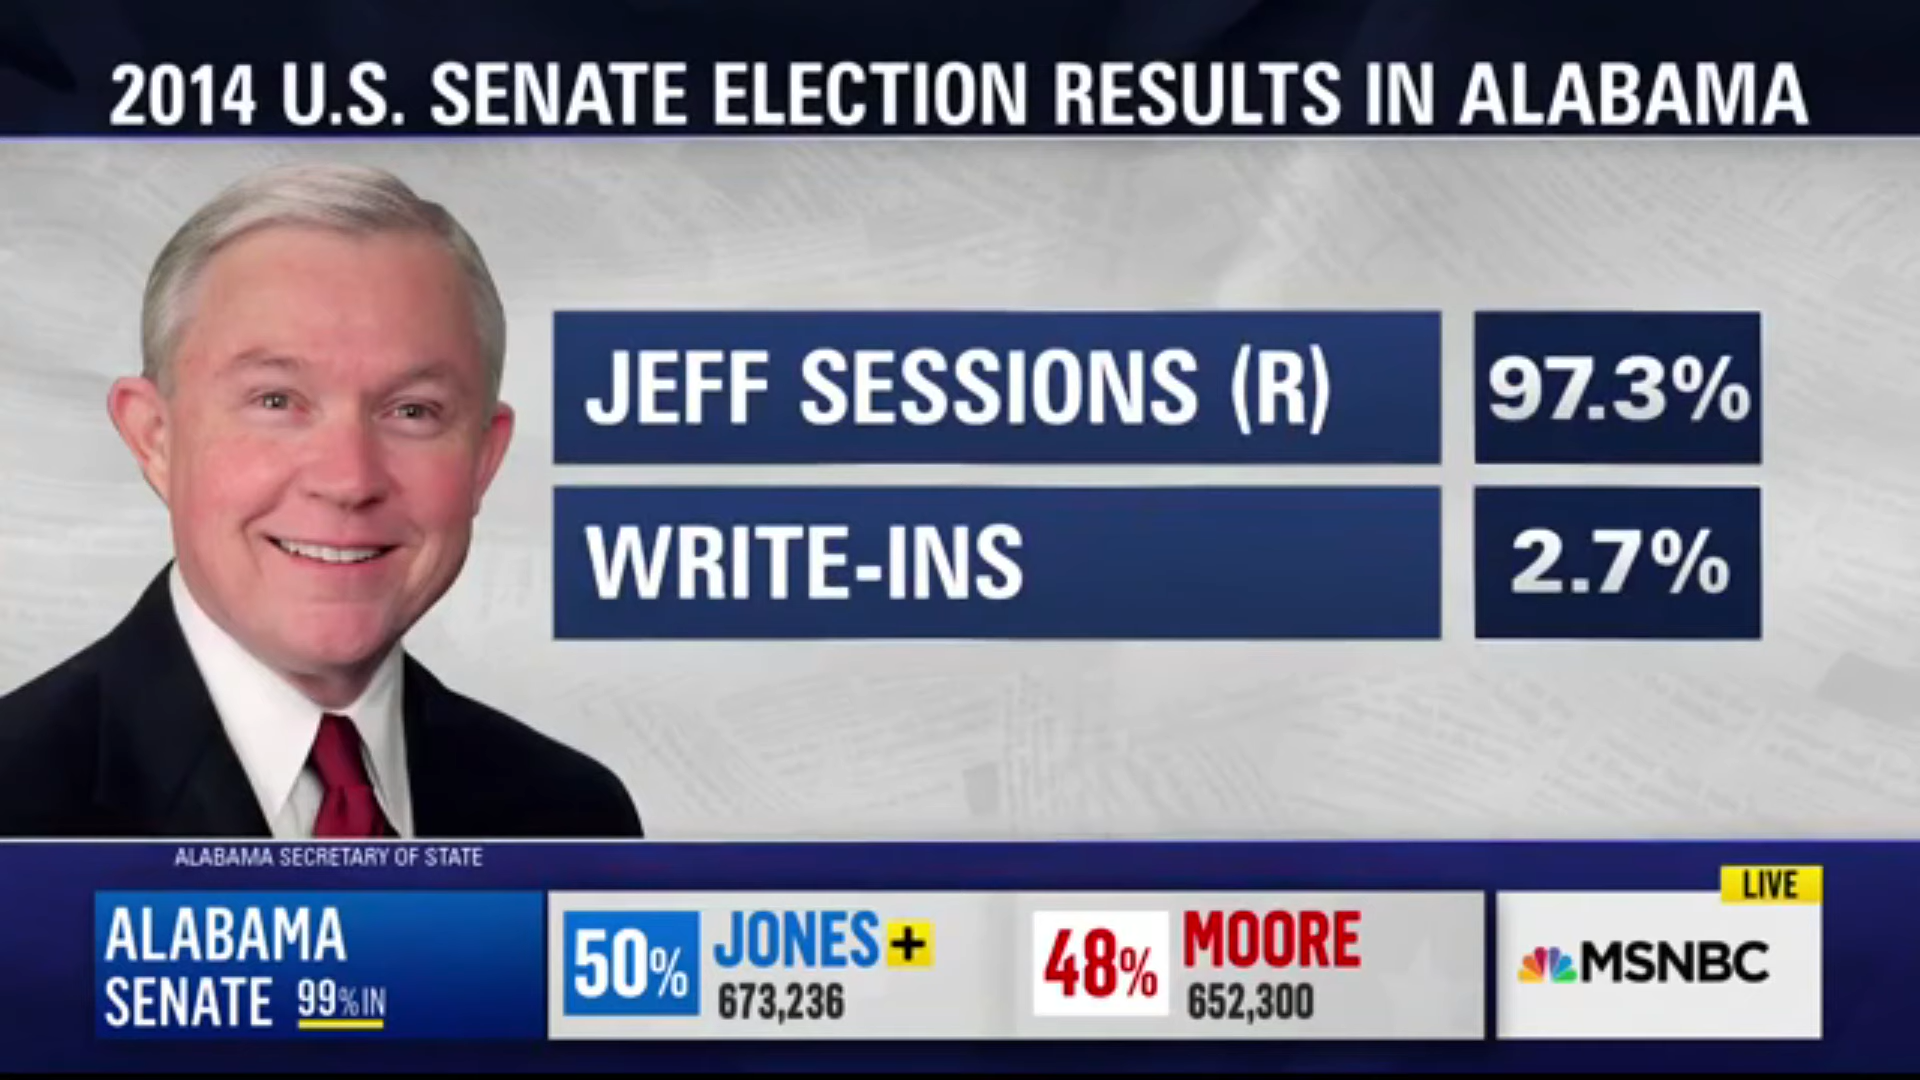 2014 U.S. SENATE ELECTION RESULTS IN ALABAMA
JEFF SESSIONS (R) 97.3%
WRITE-INS 2.7%
ALABAMA SECRETARY OF STATE
LIVE
ALABAMA
SENATE 99% IN
50% JONES+
673,236
48% MOORE
652,300
MSNBC